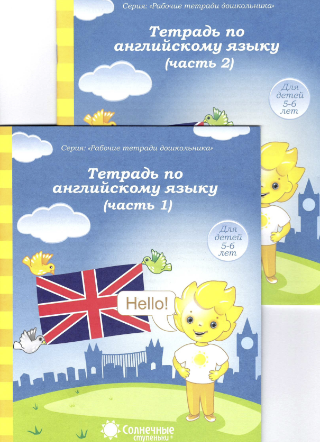 Серия: «Рабочие тетради дошкольника»
Тетрадь по
английскому языку
(часть 2)
Для
детей
5-6
лет
Серия: «Рабочие тетради дошкольника»
Тетрадь по
английскому языку
(часть 1)
Для
детей
5-6
лет
Hello!
Солнечные
ступеньки